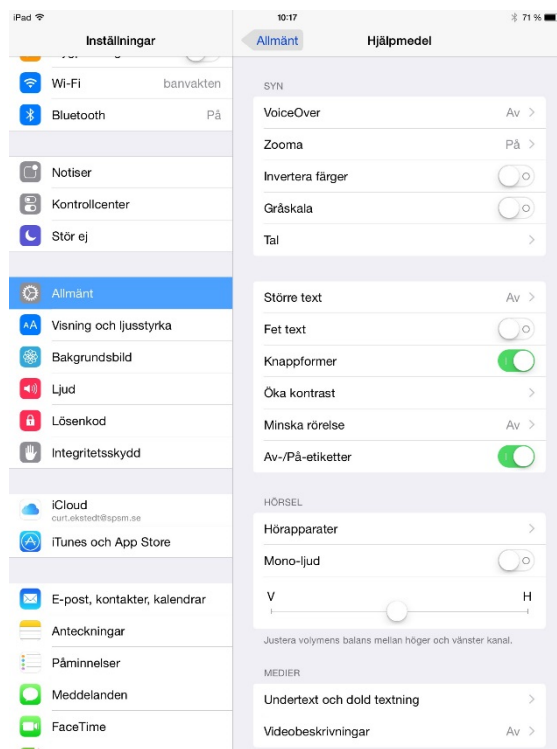 iPad 10:17 71 %
Inställningar
Wi-Fi banvakten
Bluetooth På
Notiser
Kontrollcenter
Stör ej
Allmänt
AA Visning och ljusstyrka
Bakgrundsbild
Ljud
Lösenkod
Integritetsskydd
iCloud
curt.ekstedt@spsm.se
iTunes och App Store
E-post, kontakter, kalendrar
Anteckningar
Påminnelser
Meddelanden
FaceTime
Allmänt Hjälpmedel
SYN
VoiceOver Av
Zooma På
Invertera färger
Gråskala
Tal
Större text Av
Fet text
Knappformer
Öka kontrast
Minska rörelse Av
Av-/På-etiketter
HÖRSEL
Hörapparater
Mono-ljud
V H
Justera volymens balans mellan höger och vänster kanal.
MEDIER
Undertext och dold textning
Videobeskrivningar Av